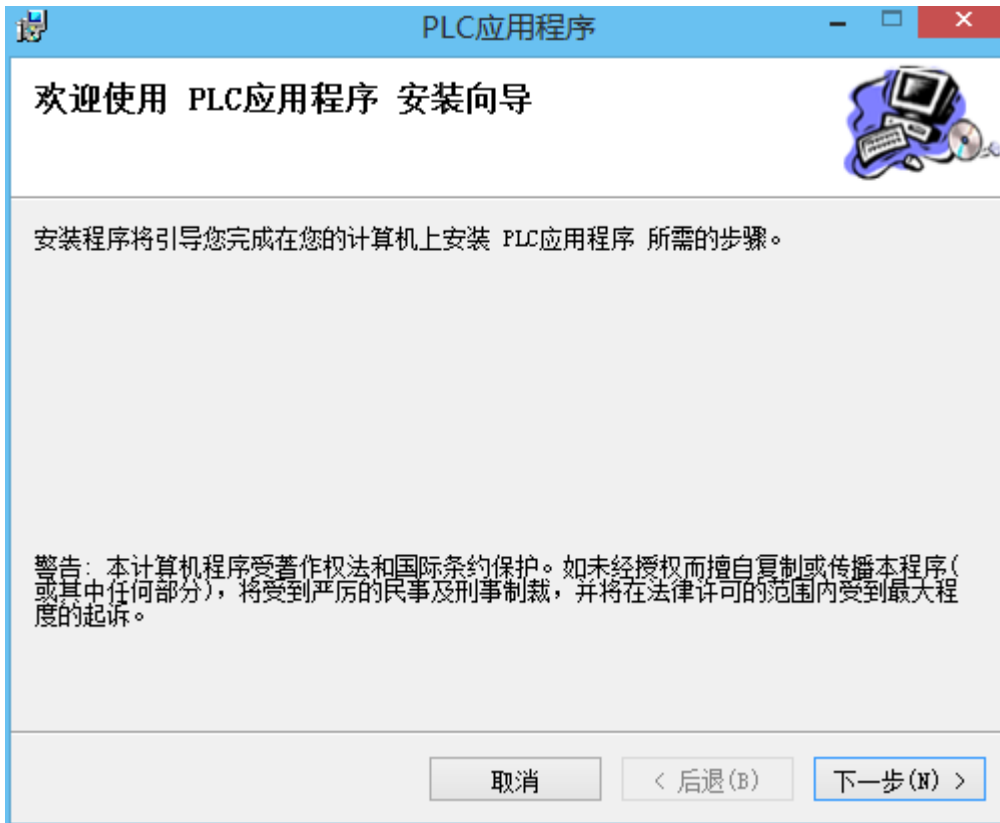 PLC应用程序
欢迎使用 PLC应用程序 安装向导
安装程序将引导您完成在您的计算机上安装 PLC应用程序 所需的步骤。
警告: 本计算机程序受著作权法和国际条约保护。如未经授权而擅自复制或传播本程序(
或其中任何部分),将受到严厉的民事及刑事制裁,并将在法律许可的范围内受到最大程
度的起诉。
取消
< 后退(B)
下一步(N) >